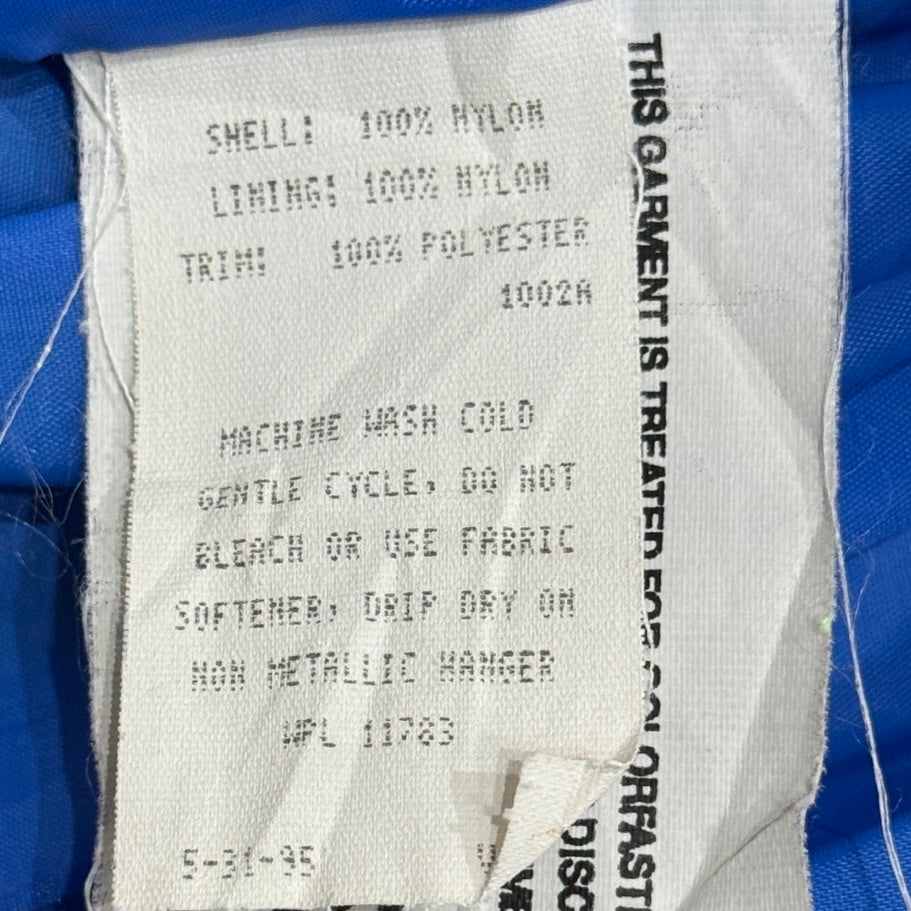 SHELL: 100% NYLON
LINING: 100% NYLON
TRIM: 100% POLYESTER
1002A
MACHINE WASH COLD
GENTLE CYCLE. DO NOT
BLEACH OR USE FABRIC
SOFTENER. DRIP DRY ON
NON METALLIC HANGER
WPL 11783
5-31-95
THIS GARMENT IS TREATED FOR COLORFAST
DISC